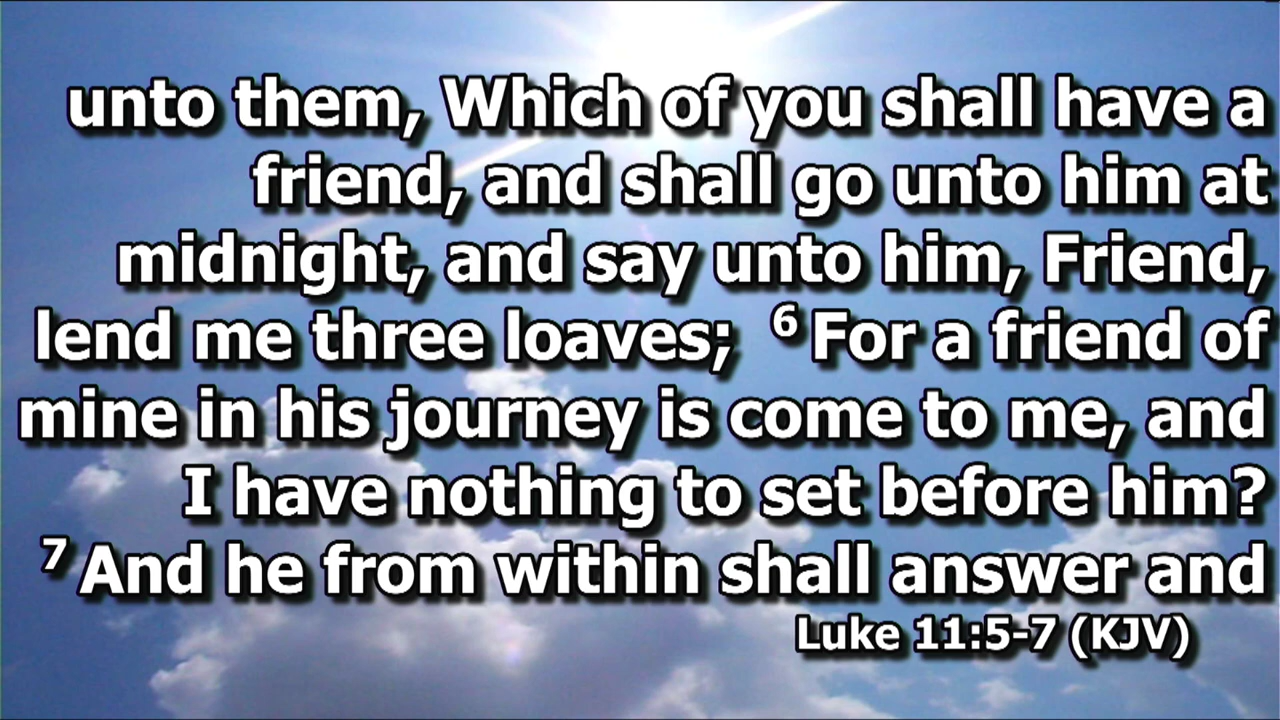 unto them, Which of you shall have a
friend, and shall go unto him at
midnight, and say unto him, Friend,
lend me three loaves; ⁶ For a friend of
mine in his journey is come to me, and
I have nothing to set before him?
⁷ And he from within shall answer and
Luke 11:5-7 (KJV)